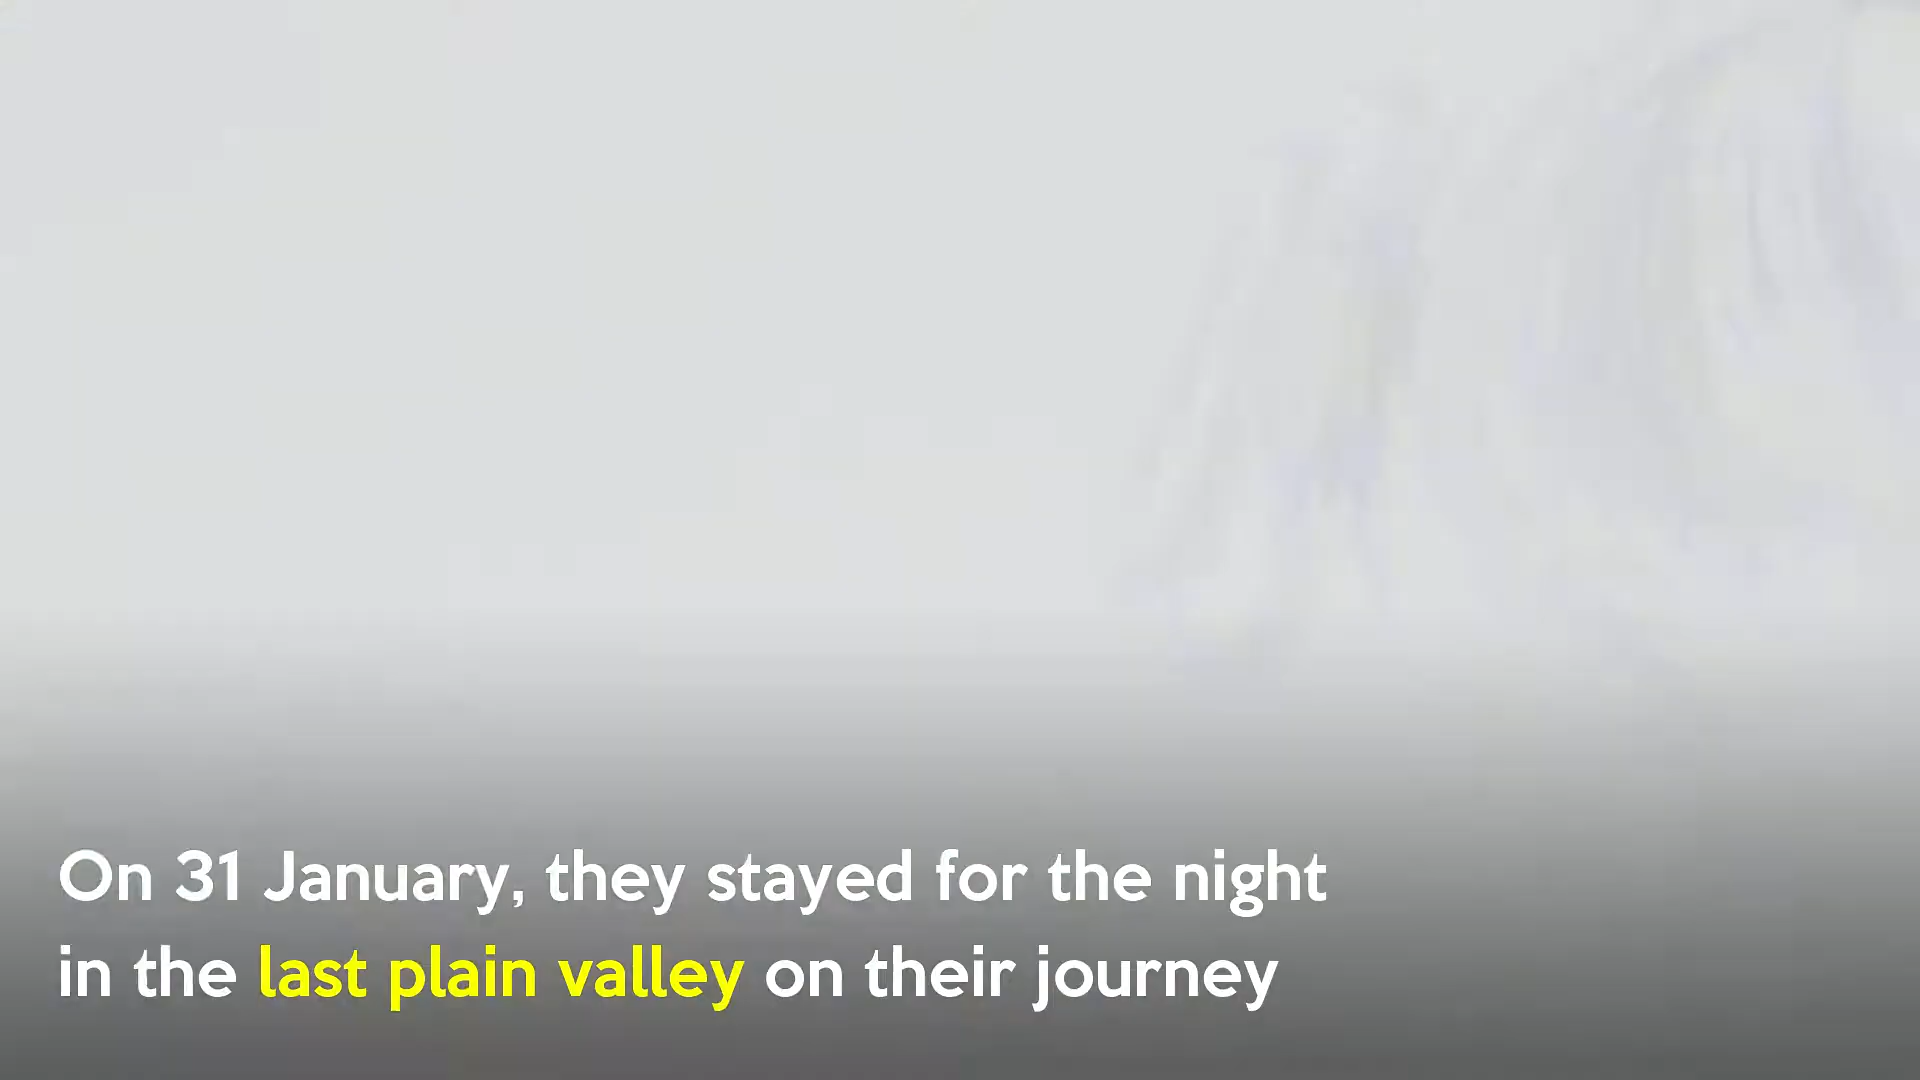 On 31 January, they stayed for the night
in the last plain valley on their journey